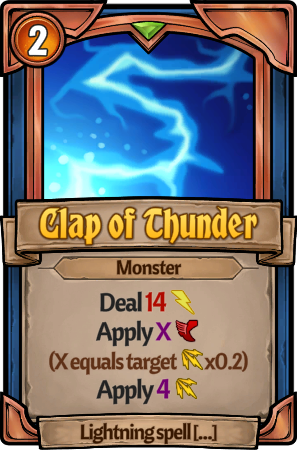 2
Clap of Thunder
Monster
Deal 14
Apply X
(X equals target x0.2)
Apply 4
Lightning spell [...]